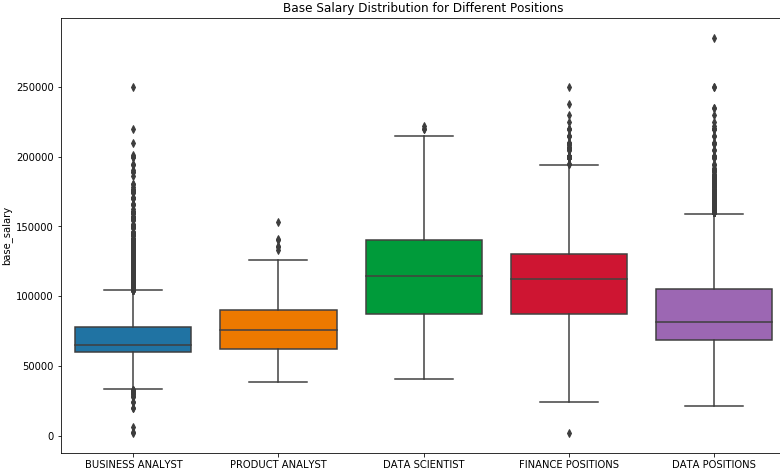 Base Salary Distribution for Different Positions
base_salary
250000
200000
150000
100000
50000
0
BUSINESS ANALYST
PRODUCT ANALYST
DATA SCIENTIST
FINANCE POSITIONS
DATA POSITIONS